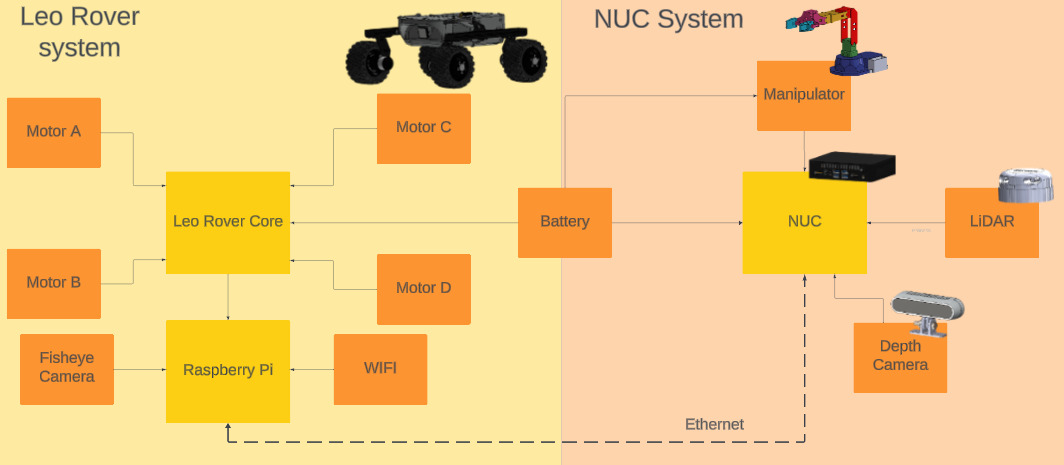 Leo Rover
system
NUC System
Manipulator
Motor A
Motor C
Leo Rover Core
Battery
NUC
LiDAR
Motor B
Motor D
Fisheye
Camera
Raspberry Pi
WIFI
Depth
Camera
Ethernet